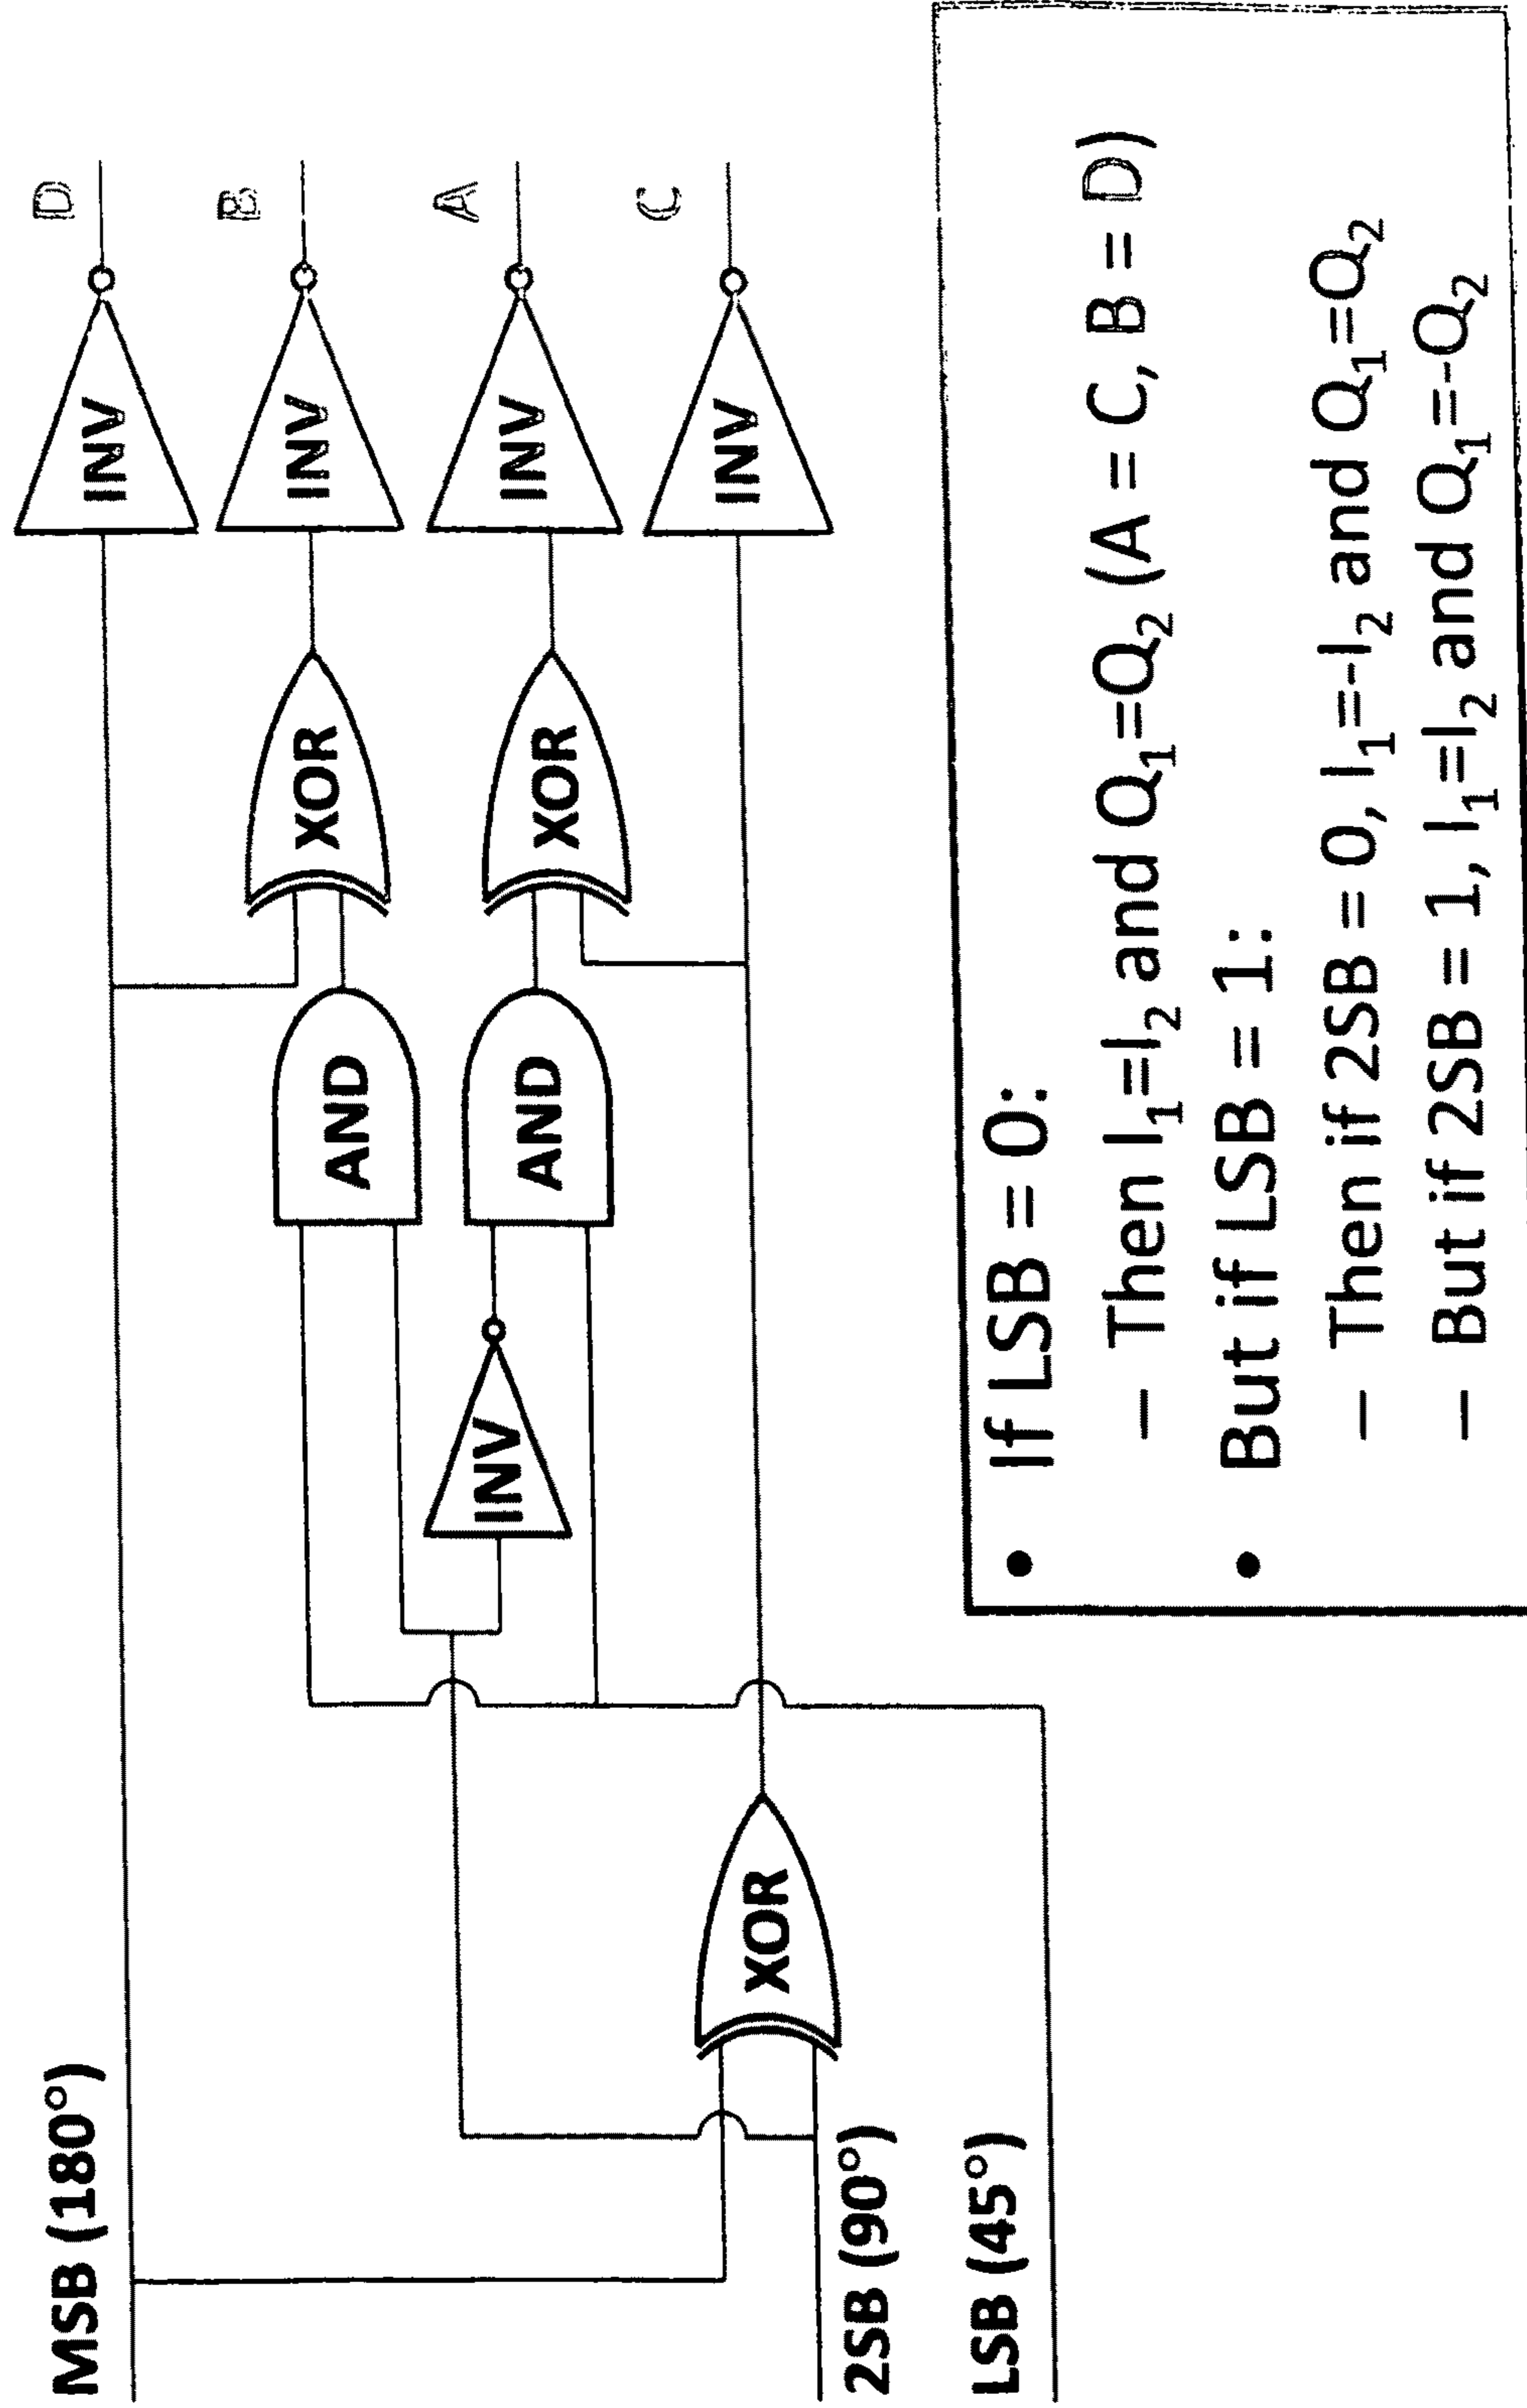 MSB (180°)
2SB (90°)
LSB (45°)
XOR
INV
AND
AND
XOR
XOR
INV
INV
INV
INV
D
B
A
C
• If LSB = 0:
– Then I₁=I₂ and Q₁=Q₂ (A = C, B = D)
• But if LSB = 1:
– Then if 2SB = 0, I₁=-I₂ and Q₁=Q₂
– But if 2SB = 1, I₁=I₂ and Q₁=-Q₂